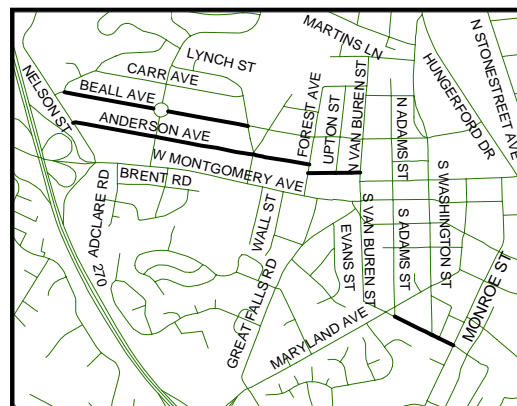 MARTINS LN
N STONESTREET AVE
LYNCH ST
HUNGERFORD DR
CARR AVE
NELSON ST
BEALL AVE
ANDERSON AVE
FOREST AVE
UPTON ST
N VAN BUREN ST
N ADAMS ST
W MONTGOMERY AVE
BRENT RD
S WASHINGTON ST
ADCLARE RD
WALL ST
S VAN BUREN ST
S ADAMS ST
EVANS ST
270
GREAT FALLS RD
MONROE ST
MARYLAND AVE